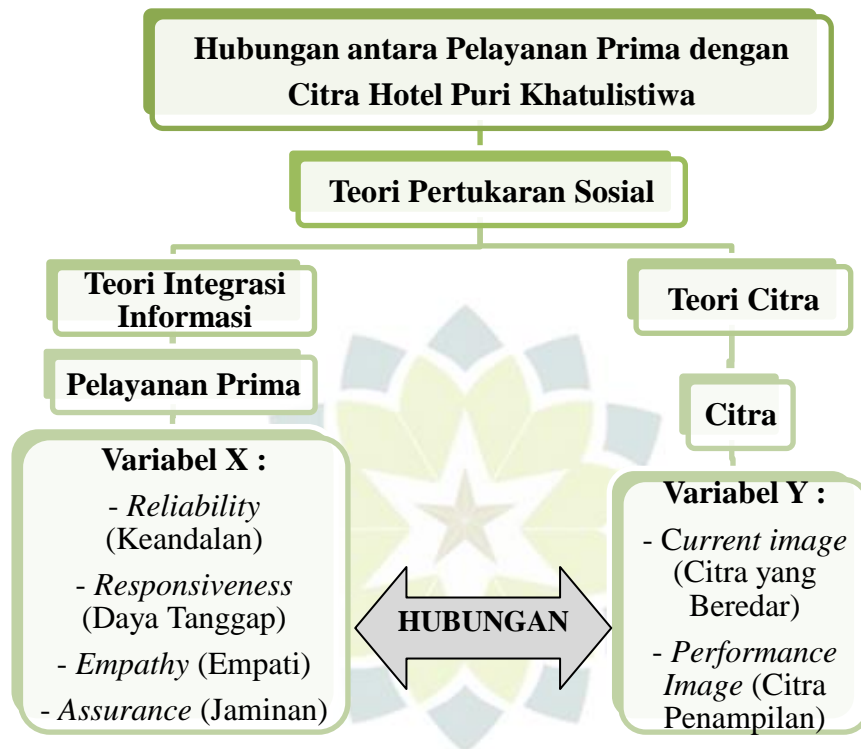 Hubungan antara Pelayanan Prima dengan
Citra Hotel Puri Khatulistiwa
Teori Pertukaran Sosial
Teori Integrasi
Informasi
Teori Citra
Pelayanan Prima
Citra
Variabel X :
- Reliability
(Keandalan)
- Responsiveness
(Daya Tanggap)
- Empathy (Empati)
- Assurance (Jaminan)
HUBUNGAN
Variabel Y :
- Current image
(Citra yang
Beredar)
- Performance
Image (Citra
Penampilan)